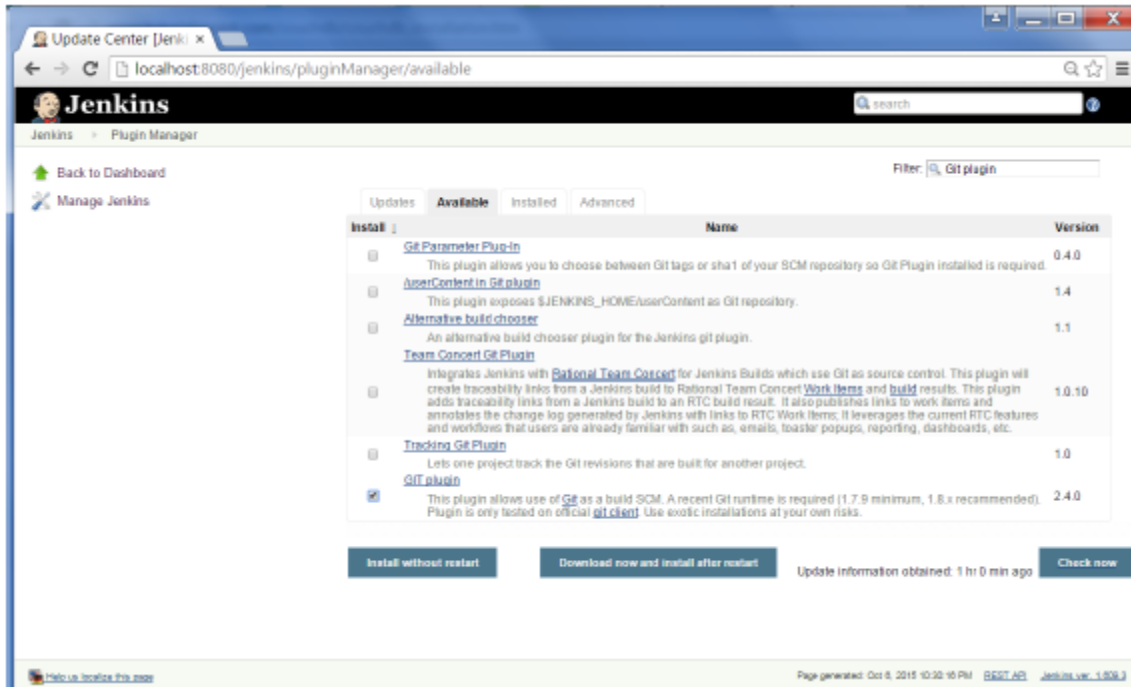 Update Center [Jenki
localhost:8080/jenkins/pluginManager/available
Jenkins
search
Jenkins
Plugin Manager
Back to Dashboard
Manage Jenkins
Filter: Git plugin
Updates
Available
Installed
Advanced
Install ↓
Name
Version
Git Parameter Plug-In
This plugin allows you to choose between Git tags or sha1 of your SCM repository so Git Plugin installed is required.
0.4.0
/userContent in Git plugin
This plugin exposes $JENKINS_HOME/userContent as Git repository.
1.4
Alternative build chooser
An alternative build chooser plugin for the Jenkins git plugin.
1.1
Team Concert Git Plugin
Integrates Jenkins with Rational Team Concert for Jenkins Builds which use Git as source control. This plugin will
create traceability links from a Jenkins build to Rational Team Concert Work Items and build results. This plugin
adds traceability links from a Jenkins build to an RTC build result. It also publishes links to work items and
annotates the change log generated by Jenkins with links to RTC Work Items; It leverages the current RTC features
and workflows that users are already familiar with such as, emails, toaster popups, reporting, dashboards, etc.
1.0.10
Tracking Git Plugin
Lets one project track the Git revisions that are built for another project.
1.0
GIT plugin
This plugin allows use of Git as a build SCM. A recent Git runtime is required (1.7.9 minimum, 1.8.x recommended).
Plugin is only tested on official git client. Use exotic installations at your own risks.
2.4.0
Install without restart
Download now and install after restart
Update information obtained: 1 hr 0 min ago
Check now
Help us localize this page
Page generated: Oct 6, 2015 10:30:16 PM
REST API
Jenkins ver. 1.609.3